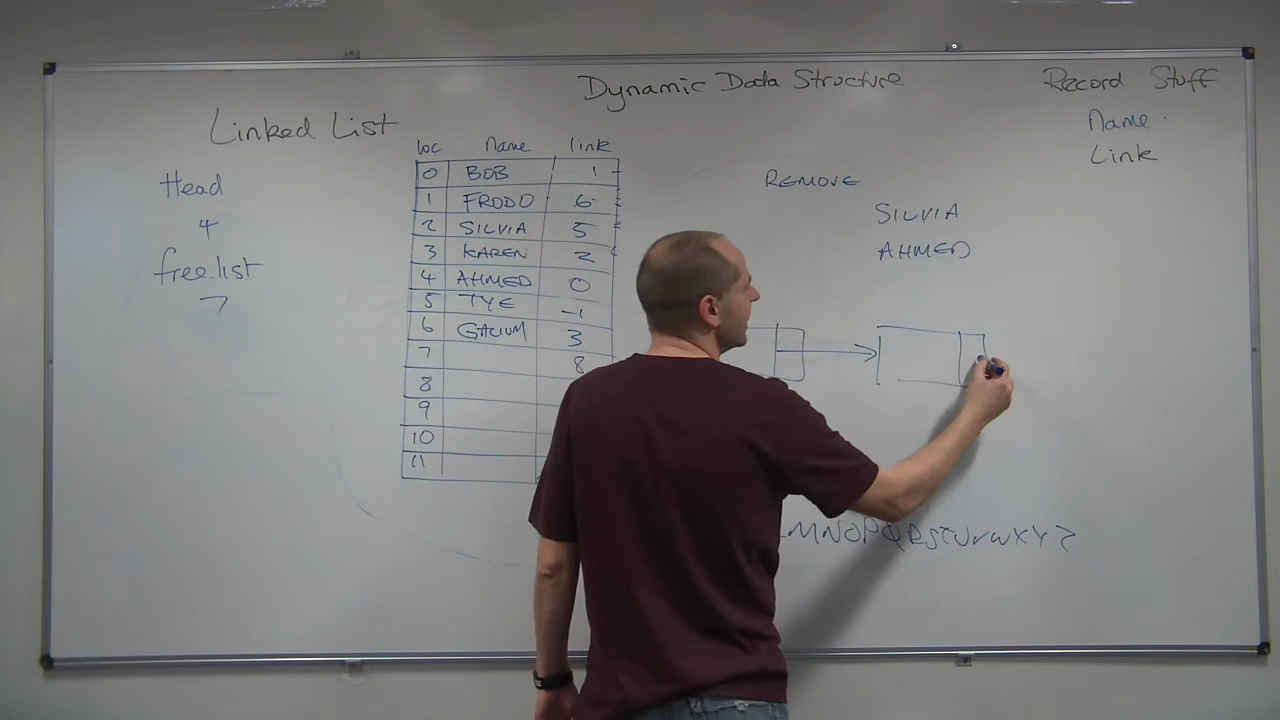 Dynamic Data Structure
Record Stuff
Name
Link
Linked List
Head
4
free list
7
loc Name link
0 BOB 1
1 FRODO 6
2 SILVIA 5
3 KAREN 2
4 AHMED 0
5 TYE -1
6 GALIUM 3
7 8
8
9
10
11
REMOVE
SILVIA
AHMED
MNOPQRSTUVWXYZ